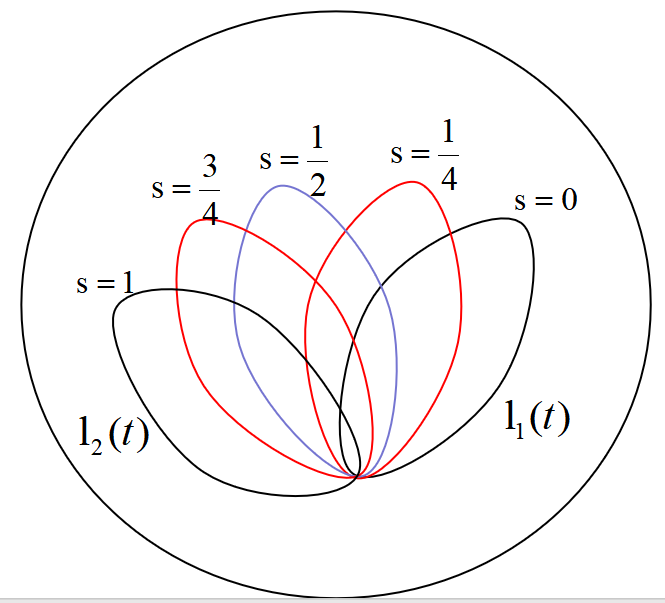 s = 1/4
s = 1/2
s = 3/4
s = 0
s = 1
l₁(t)
l₂(t)